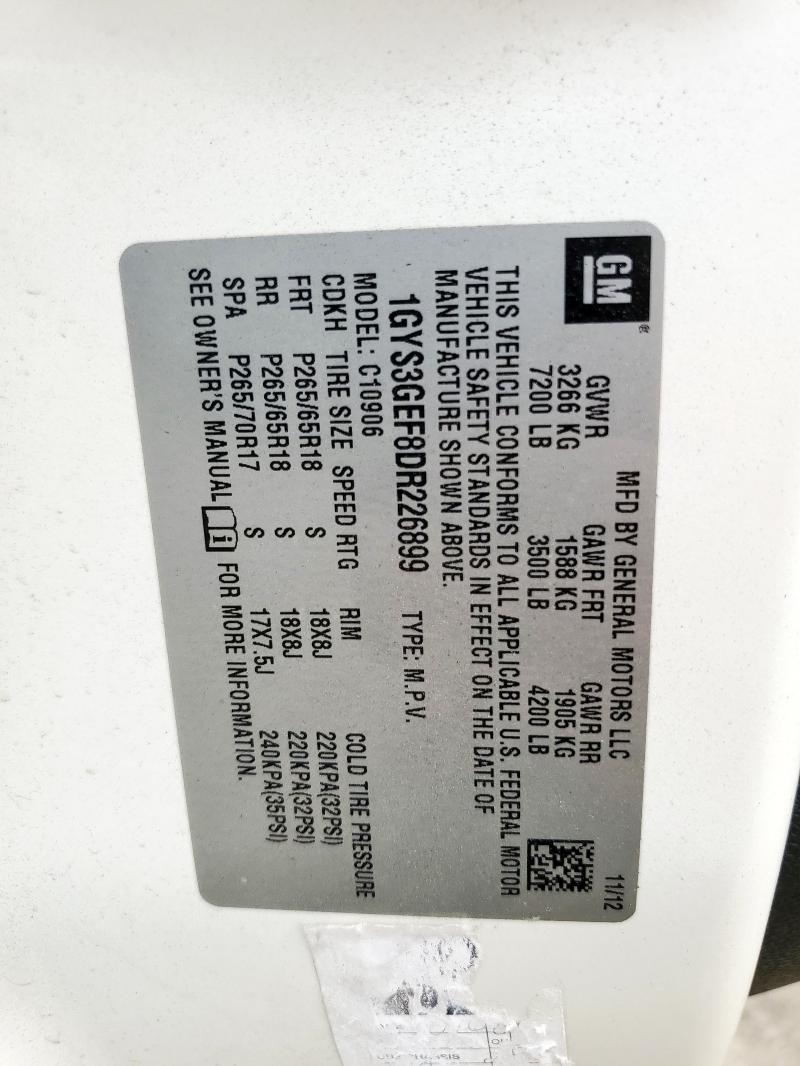 GM®
MFD BY GENERAL MOTORS LLC 11/12
GVWR GAWR FRT GAWR RR
3266 KG 1588 KG 1905 KG
7200 LB 3500 LB 4200 LB
THIS VEHICLE CONFORMS TO ALL APPLICABLE U.S. FEDERAL MOTOR
VEHICLE SAFETY STANDARDS IN EFFECT ON THE DATE OF
MANUFACTURE SHOWN ABOVE.
1GYS3GEF8DR226899 TYPE: M.P.V.
MODEL: C10906
CDKH TIRE SIZE SPEED RTG RIM COLD TIRE PRESSURE
FRT P265/65R18 S 18X8J 220KPA(32PSI)
RR P265/65R18 S 18X8J 220KPA(32PSI)
SPA P265/70R17 S 17X7.5J 240KPA(35PSI)
SEE OWNER'S MANUAL i FOR MORE INFORMATION.